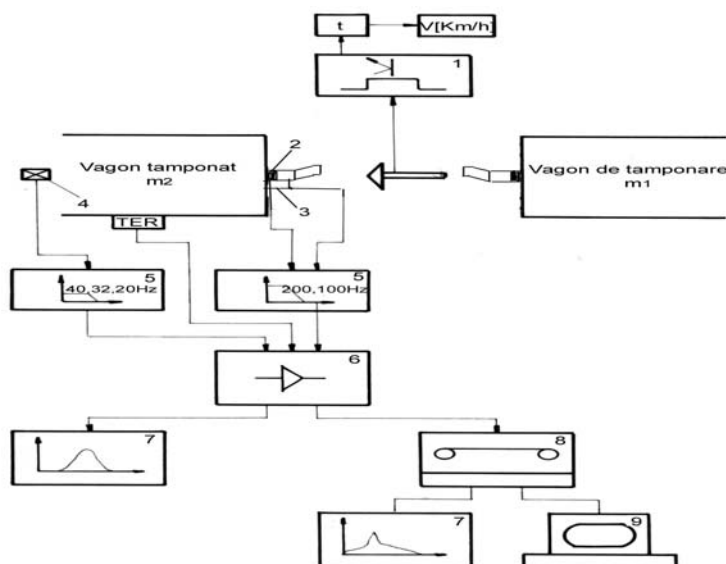 t
V[Km/h]
1
2
Vagon tamponat
m2
Vagon de tamponare
m1
3
4
TER
5
40,32,20Hz
5
200,100Hz
6
7
8
7
9